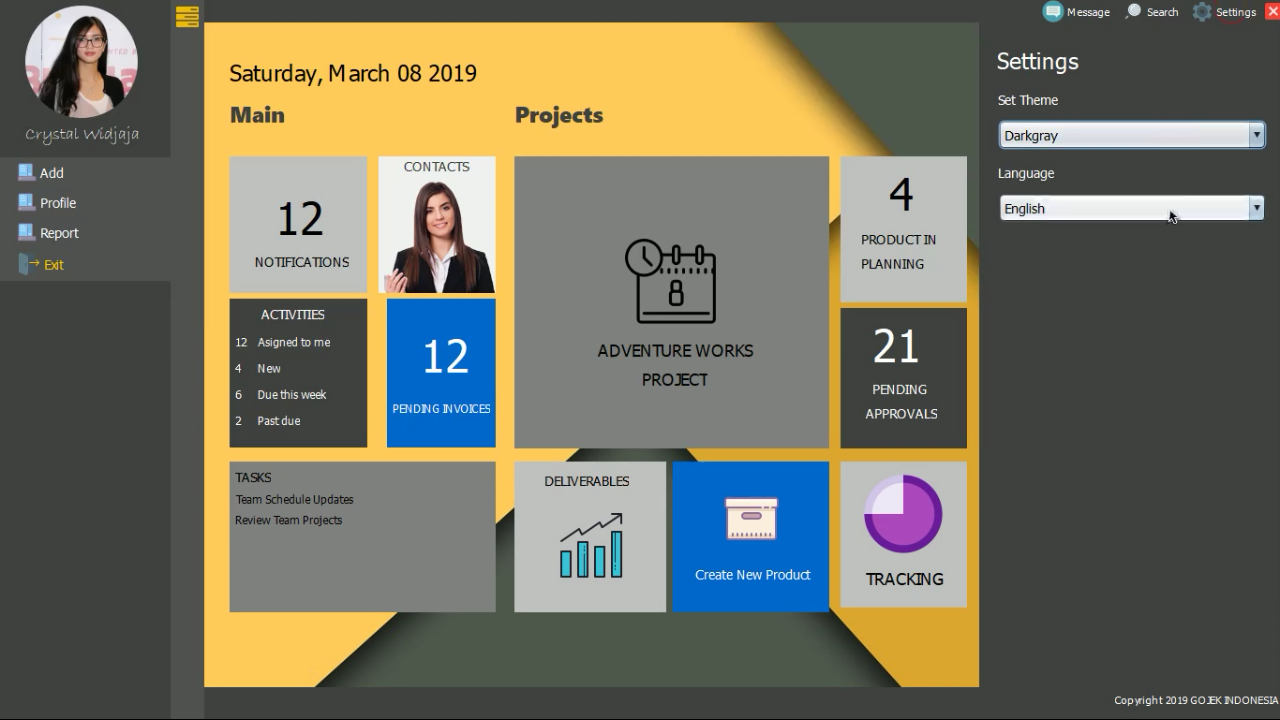 Message
Search
Settings
Crystal Widjaja
Add
Profile
Report
Exit
Saturday, March 08 2019
Main
Projects
12
NOTIFICATIONS
CONTACTS
ACTIVITIES
12 Asigned to me
4 New
6 Due this week
2 Past due
12
PENDING INVOICES
TASKS
Team Schedule Updates
Review Team Projects
8
ADVENTURE WORKS
PROJECT
4
PRODUCT IN
PLANNING
21
PENDING
APPROVALS
DELIVERABLES
Create New Product
TRACKING
Settings
Set Theme
Darkgray
Language
English
Copyright 2019 GOJEK INDONESIA